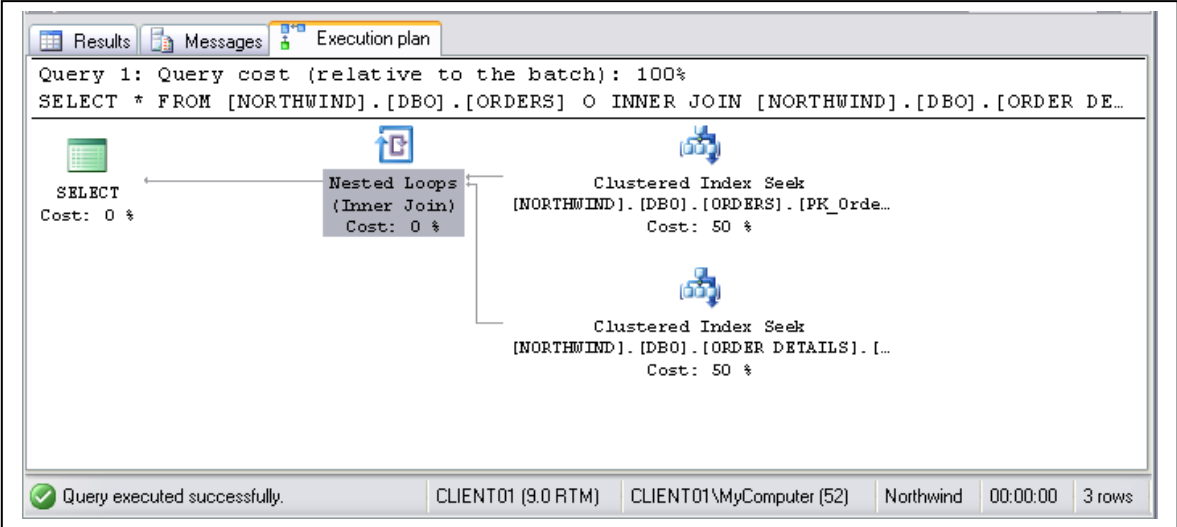 Results Messages Execution plan
Query 1: Query cost (relative to the batch): 100%
SELECT * FROM [NORTHWIND].[DBO].[ORDERS] O INNER JOIN [NORTHWIND].[DBO].[ORDER DE…
SELECT
Cost: 0 %
Nested Loops
(Inner Join)
Cost: 0 %
Clustered Index Seek
[NORTHWIND].[DBO].[ORDERS].[PK_Orde…
Cost: 50 %
Clustered Index Seek
[NORTHWIND].[DBO].[ORDER DETAILS].[…
Cost: 50 %
Query executed successfully. CLIENT01 (9.0 RTM) CLIENT01\MyComputer (52) Northwind 00:00:00 3 rows